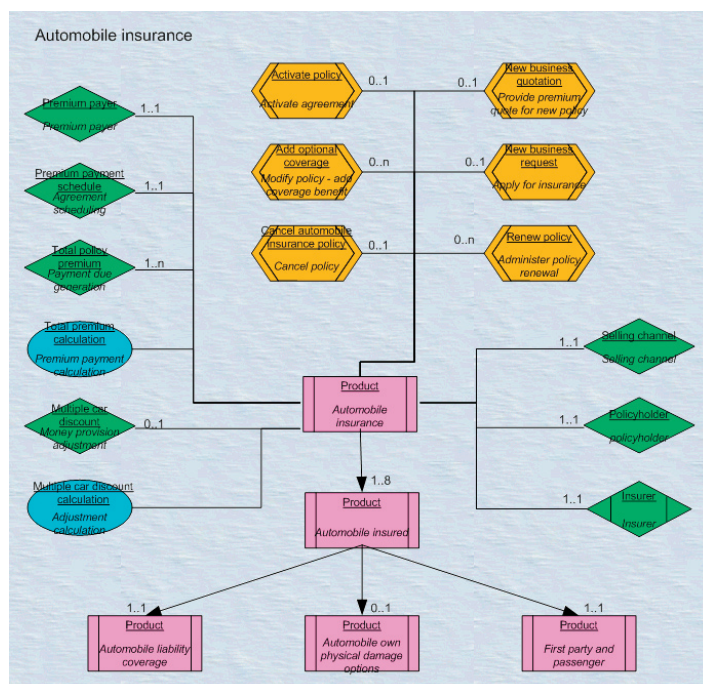 Automobile insurance
Premium payer
Premium payer
1..1
Premium payment
schedule
Agreement
scheduling
1..1
Total policy
premium
Payment due
generation
1..n
Total premium
calculation
Premium payment
calculation
Multiple car
discount
Money provision
adjustment
0..1
Multiple car discount
calculation
Adjustment
calculation
Activate policy
Activate agreement
0..1
Add optional
coverage
Modify policy - add
coverage benefit
0..n
Cancel automobile
insurance policy
Cancel policy
0..1
0..1
New business
quotation
Provide premium
quote for new policy
0..1
New business
request
Apply for insurance
0..n
Renew policy
Administer policy
renewal
1..1
Selling channel
Selling channel
1..1
Policyholder
policyholder
1..1
Insurer
Insurer
Product
Automobile
insurance
1..8
Product
Automobile insured
1..1
Product
Automobile liability
coverage
0..1
Product
Automobile own
physical damage
options
1..1
Product
First party and
passenger